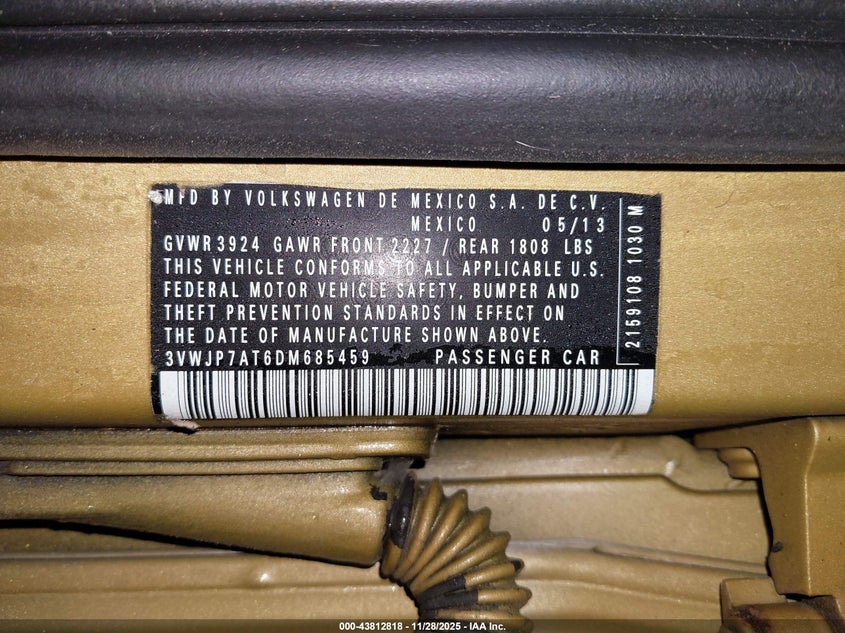 MFD BY VOLKSWAGEN DE MEXICO S.A. DE C.V.
MEXICO 05/13
GVWR 3924 GAWR FRONT 2227 / REAR 1808 LBS
THIS VEHICLE CONFORMS TO ALL APPLICABLE U.S.
FEDERAL MOTOR VEHICLE SAFETY, BUMPER AND
THEFT PREVENTION STANDARDS IN EFFECT ON
THE DATE OF MANUFACTURE SHOWN ABOVE.
3VWJP7AT6DM685459 PASSENGER CAR
2159108 1030 M
000-43812818 - 11/28/2025 - IAA Inc.